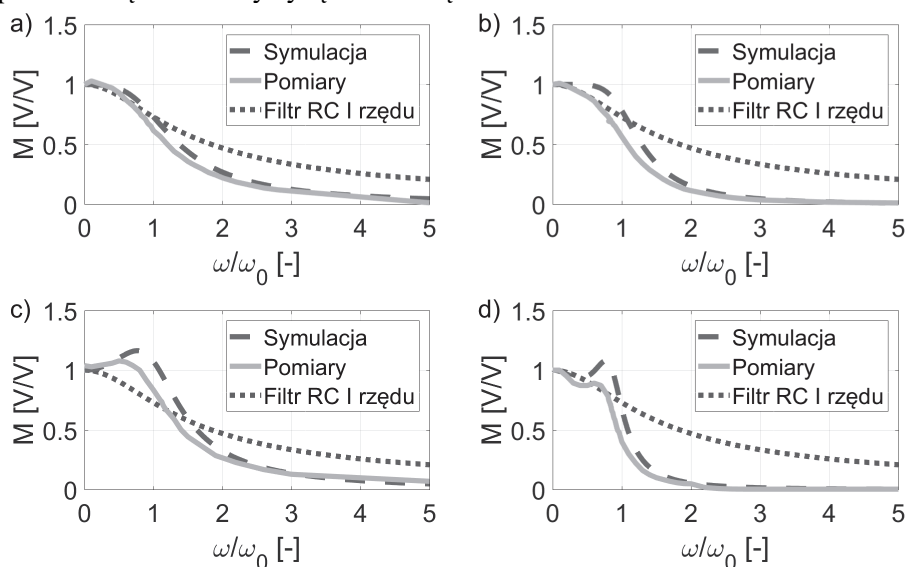 a)
1.5
1
0.5
0
M [V/V]
Symulacja
Pomiary
Filtr RC I rzędu
0 1 2 3 4 5
ω/ω0 [-]
b)
1.5
1
0.5
0
M [V/V]
Symulacja
Pomiary
Filtr RC I rzędu
0 1 2 3 4 5
ω/ω0 [-]
c)
1.5
1
0.5
0
M [V/V]
Symulacja
Pomiary
Filtr RC I rzędu
0 1 2 3 4 5
ω/ω0 [-]
d)
1.5
1
0.5
0
M [V/V]
Symulacja
Pomiary
Filtr RC I rzędu
0 1 2 3 4 5
ω/ω0 [-]